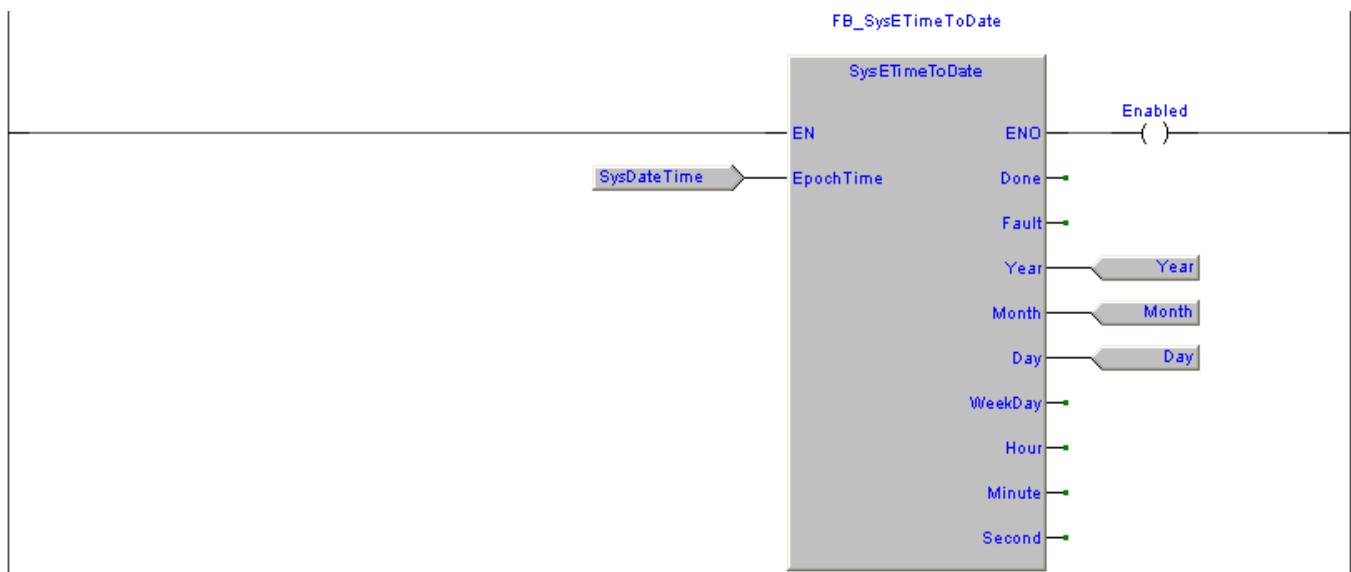 FB_SysETimeToDate
SysETimeToDate
Enabled
EN ENO
SysDateTime EpochTime Done
Fault
Year Year
Month Month
Day Day
WeekDay
Hour
Minute
Second